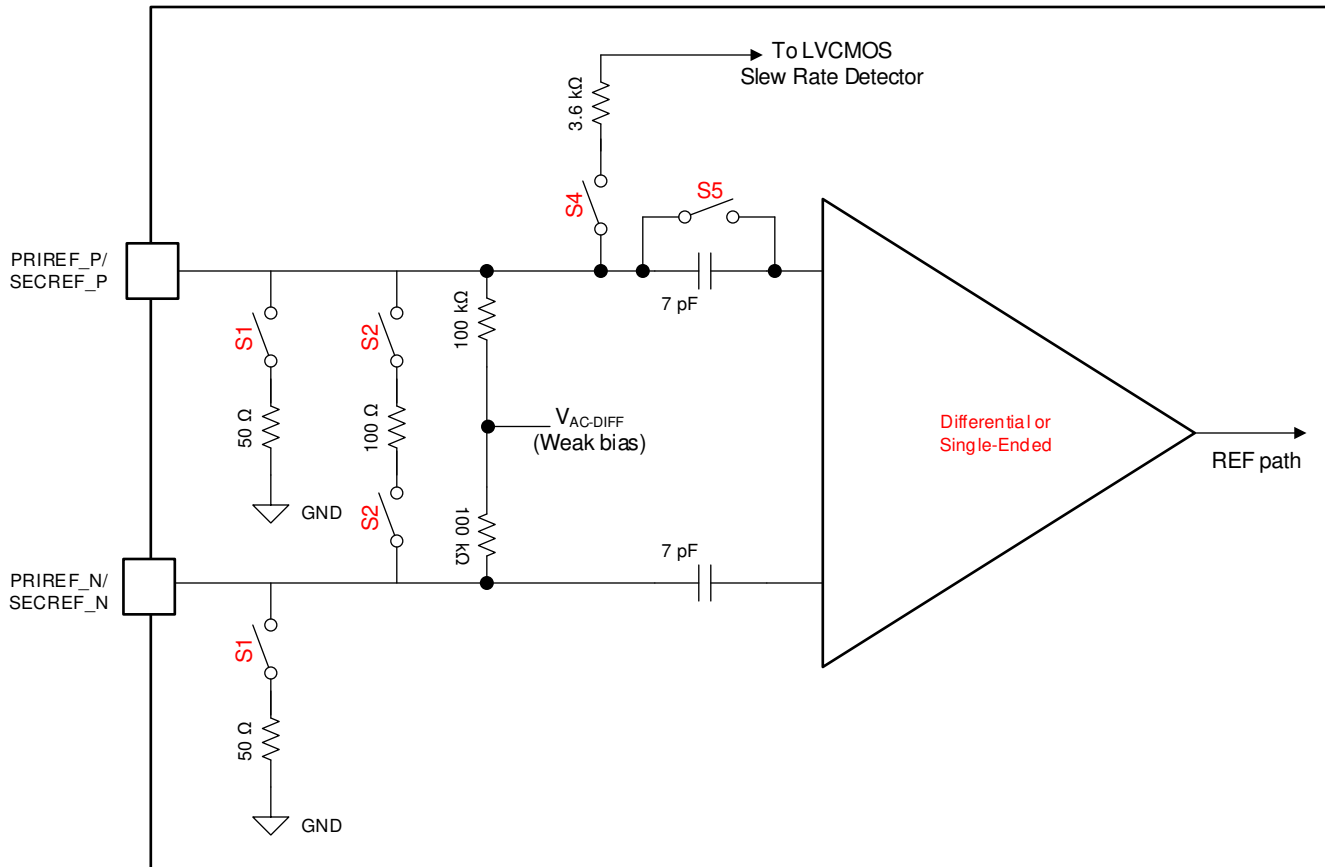 To LVCMOS
Slew Rate Detector
3.6 kΩ
S4
S5
PRIREF_P/
SECREF_P
7 pF
S1
S2
100 kΩ
50 Ω
100 Ω
VAC-DIFF
(Weak bias)
Differential or
Single-Ended
REF path
GND
S2
100 kΩ
7 pF
PRIREF_N/
SECREF_N
S1
50 Ω
GND